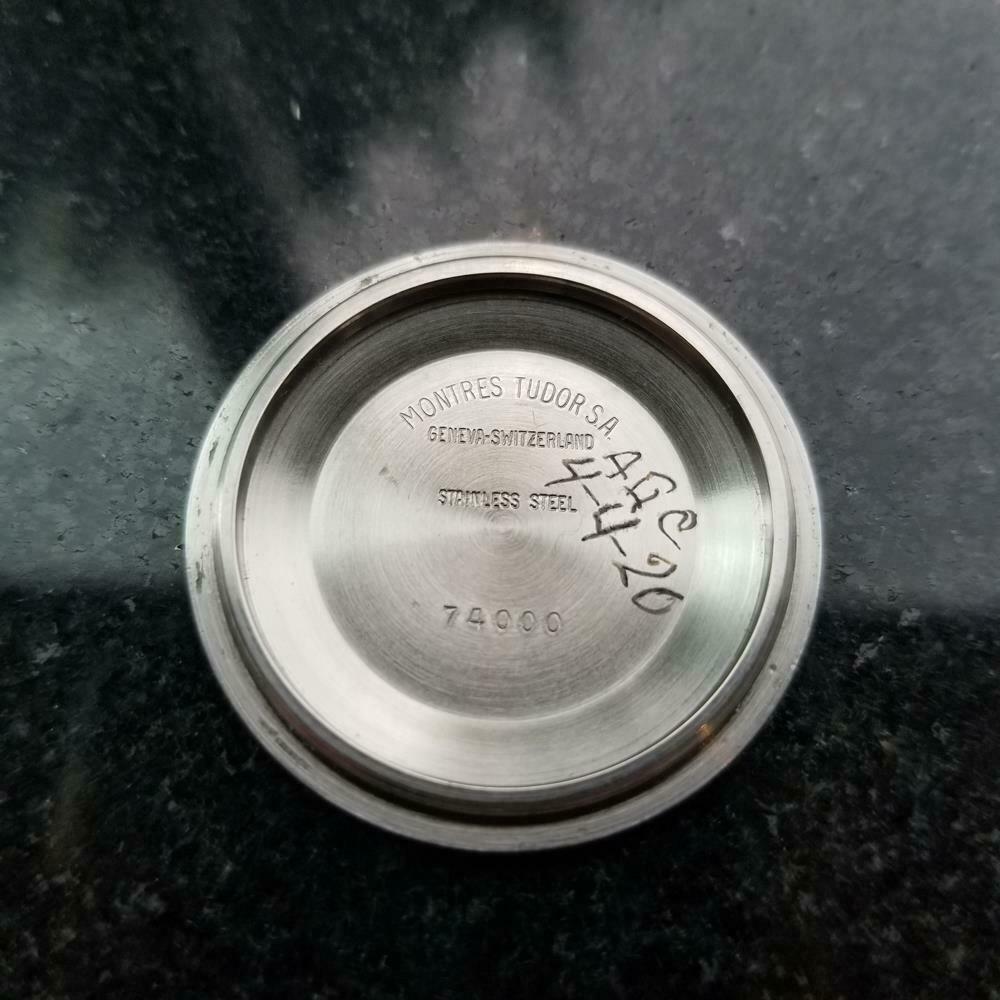 MONTRES TUDOR S.A.
GENEVA-SWITZERLAND
STAINLESS STEEL
AGC
4-4-20
74000